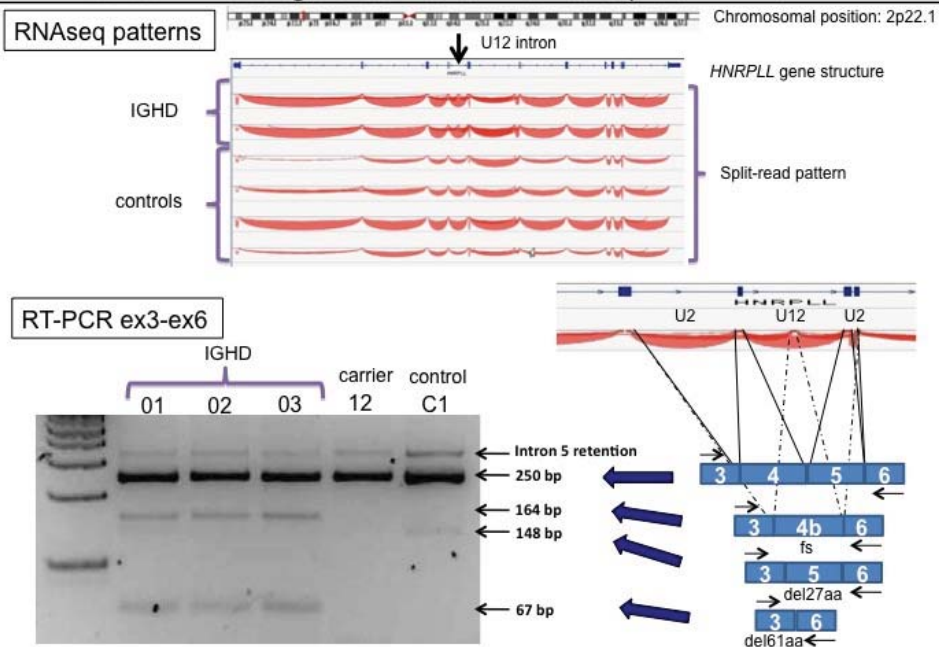 RNAseq patterns
Chromosomal position: 2p22.1
U12 intron
HNRPLL
HNRPLL gene structure
IGHD
controls
Split-read pattern
RT-PCR ex3-ex6
HNRPLL
U2 U12 U2
IGHD
carrier control
01 02 03 12 C1
Intron 5 retention
250 bp
164 bp
148 bp
67 bp
3 4 5 6
3 4b 6
fs
3 5 6
del27aa
3 6
del61aa